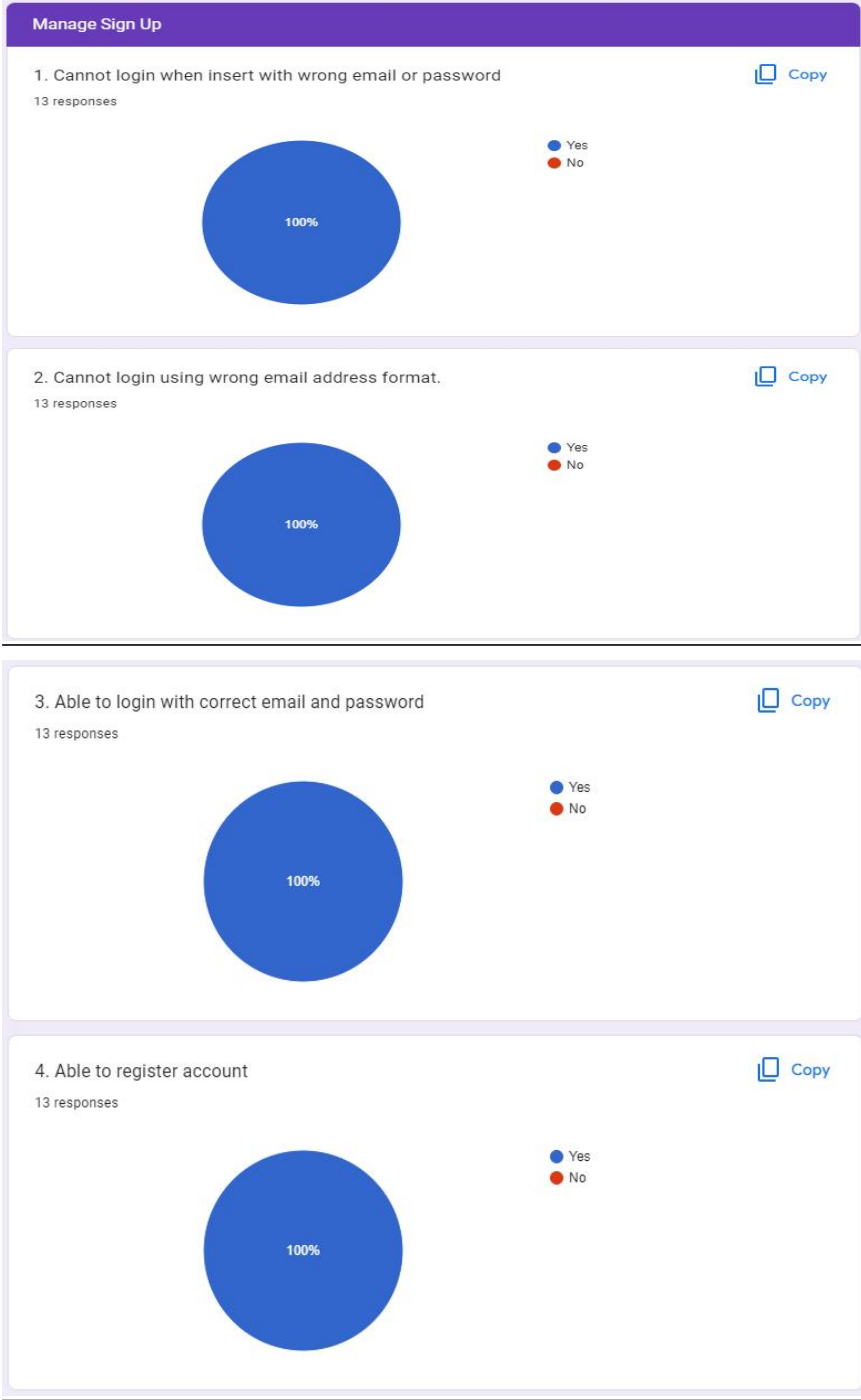 Manage Sign Up
1. Cannot login when insert with wrong email or password
Copy
13 responses
Yes
No
100%
2. Cannot login using wrong email address format.
Copy
13 responses
Yes
No
100%
3. Able to login with correct email and password
Copy
13 responses
Yes
No
100%
4. Able to register account
Copy
13 responses
Yes
No
100%